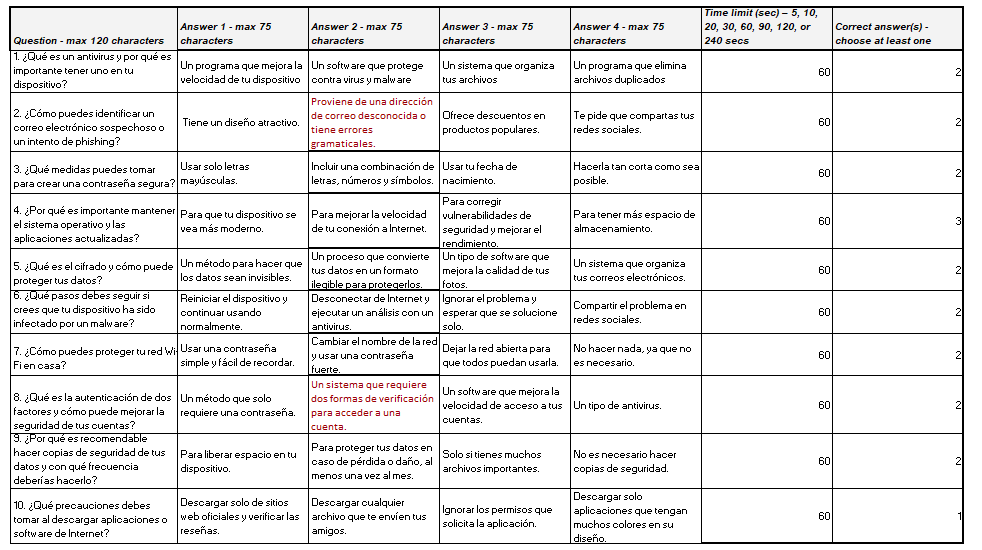 Question - max 120 characters
Answer 1 - max 75
characters
Answer 2 - max 75
characters
Answer 3 - max 75
characters
Answer 4 - max 75
characters
Time limit (sec) – 5, 10,
20, 30, 60, 90, 120, or
240 secs
Correct answer(s) -
choose at least one
1. ¿Qué es un antivirus y por qué es
importante tener uno en tu
dispositivo?
Un programa que mejora la
velocidad de tu dispositivo
Un software que protege
contra virus y malware
Un sistema que organiza
tus archivos
Un programa que elimina
archivos duplicados
60
2
2. ¿Cómo puedes identificar un
correo electrónico sospechoso o
un intento de phishing?
Tiene un diseño atractivo.
Proviene de una dirección
de correo desconocida o
tiene errores
gramaticales.
Ofrece descuentos en
productos populares.
Te pide que compartas tus
redes sociales.
60
2
3. ¿Qué medidas puedes tomar
para crear una contraseña segura?
Usar solo letras
mayúsculas.
Incluir una combinación de
letras, números y símbolos.
Usar tu fecha de
nacimiento.
Hacerla tan corta como sea
posible.
60
2
4. ¿Por qué es importante mantener
el sistema operativo y las
aplicaciones actualizadas?
Para que tu dispositivo se
vea más moderno.
Para mejorar la velocidad
de tu conexión a Internet.
Para corregir
vulnerabilidades de
seguridad y mejorar el
rendimiento.
Para tener más espacio de
almacenamiento.
60
3
5. ¿Qué es el cifrado y cómo puede
proteger tus datos?
Un método para hacer que
los datos sean invisibles.
Un proceso que convierte
tus datos en un formato
ilegible para protegerlos.
Un tipo de software que
mejora la calidad de tus
fotos.
Un sistema que organiza
tus correos electrónicos.
60
2
6. ¿Qué pasos debes seguir si
crees que tu dispositivo ha sido
infectado por un malware?
Reiniciar el dispositivo y
continuar usando
normalmente.
Desconectar de Internet y
ejecutar un análisis con un
antivirus.
Ignorar el problema y
esperar que se solucione
solo.
Compartir el problema en
redes sociales.
60
2
7. ¿Cómo puedes proteger tu red Wi-
Fi en casa?
Usar una contraseña
simple y fácil de recordar.
Cambiar el nombre de la red
y usar una contraseña
fuerte.
Dejar la red abierta para
que todos puedan usarla.
No hacer nada, ya que no
es necesario.
60
2
8. ¿Qué es la autenticación de dos
factores y cómo puede mejorar la
seguridad de tus cuentas?
Un método que solo
requiere una contraseña.
Un sistema que requiere
dos formas de verificación
para acceder a una
cuenta.
Un software que mejora la
velocidad de acceso a tus
cuentas.
Un tipo de antivirus.
60
2
9. ¿Por qué es recomendable
hacer copias de seguridad de tus
datos y con qué frecuencia
deberías hacerlo?
Para liberar espacio en tu
dispositivo.
Para proteger tus datos en
caso de pérdida o daño, al
menos una vez al mes.
Solo si tienes muchos
archivos importantes.
No es necesario hacer
copias de seguridad.
60
2
10. ¿Qué precauciones debes
tomar al descargar aplicaciones o
software de Internet?
Descargar solo de sitios
web oficiales y verificar las
reseñas.
Descargar cualquier
archivo que te envíen tus
amigos.
Ignorar los permisos que
solicita la aplicación.
Descargar solo
aplicaciones que tengan
muchos colores en su
diseño.
60
1